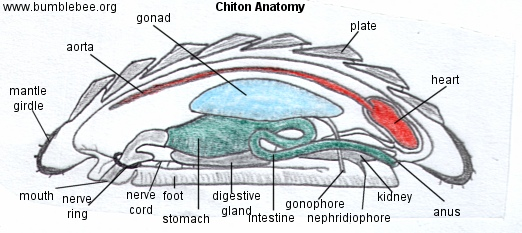 www.bumblebee.org
Chiton Anatomy
gonad
plate
aorta
heart
mantle
girdle
mouth
nerve
ring
nerve
cord
foot
stomach
digestive
gland
intestine
gonophore
nephridiophore
kidney
anus